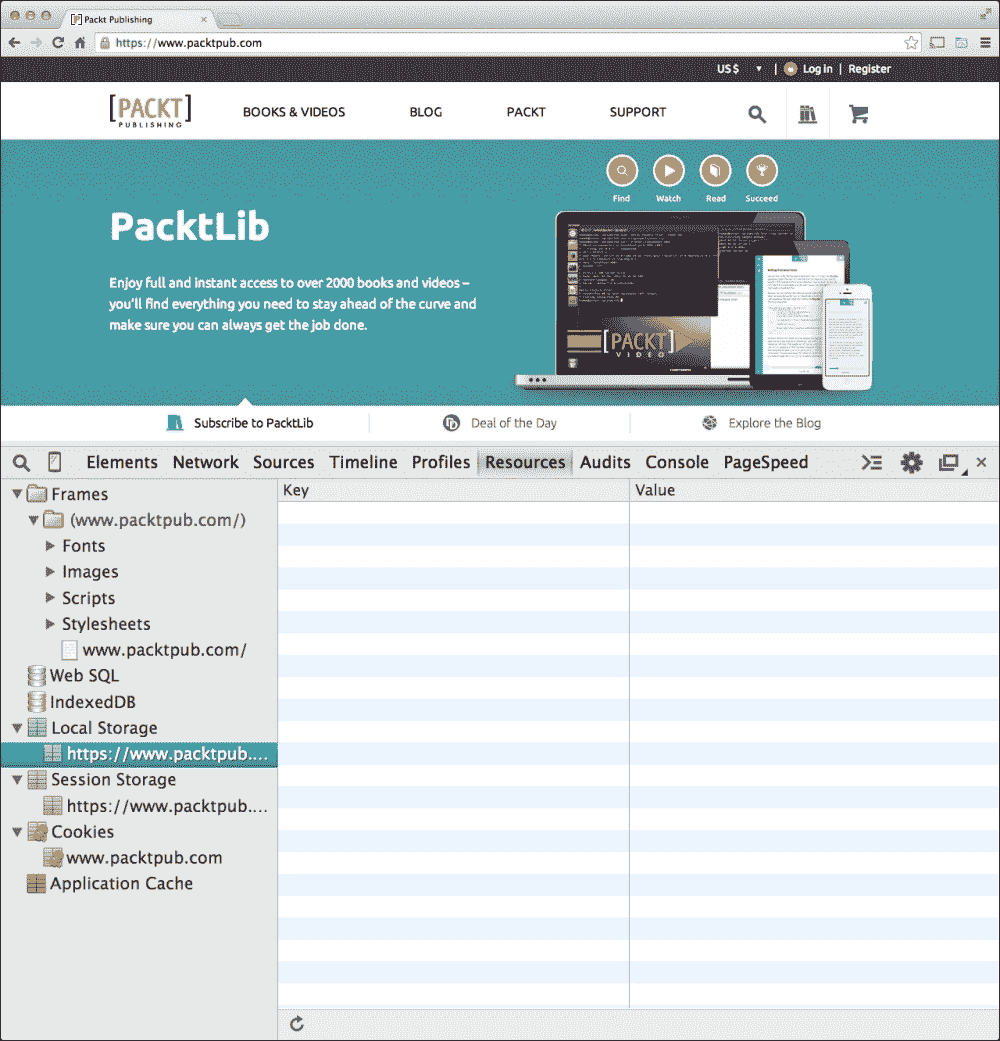 Packt Publishing
https://www.packtpub.com
US $ | Log in | Register
[PACKT]
PUBLISHING
BOOKS & VIDEOS BLOG PACKT SUPPORT
Find Watch Read Succeed
PacktLib
Enjoy full and instant access to over 2000 books and videos –
you'll find everything you need to stay ahead of the curve and
make sure you can always get the job done.
[PACKT]
VIDEO
Subscribe to PacktLib Deal of the Day Explore the Blog
Elements Network Sources Timeline Profiles Resources Audits Console PageSpeed
Frames
(www.packtpub.com/)
Fonts
Images
Scripts
Stylesheets
www.packtpub.com/
Web SQL
IndexedDB
Local Storage
https://www.packtpub....
Session Storage
https://www.packtpub....
Cookies
www.packtpub.com
Application Cache
Key Value